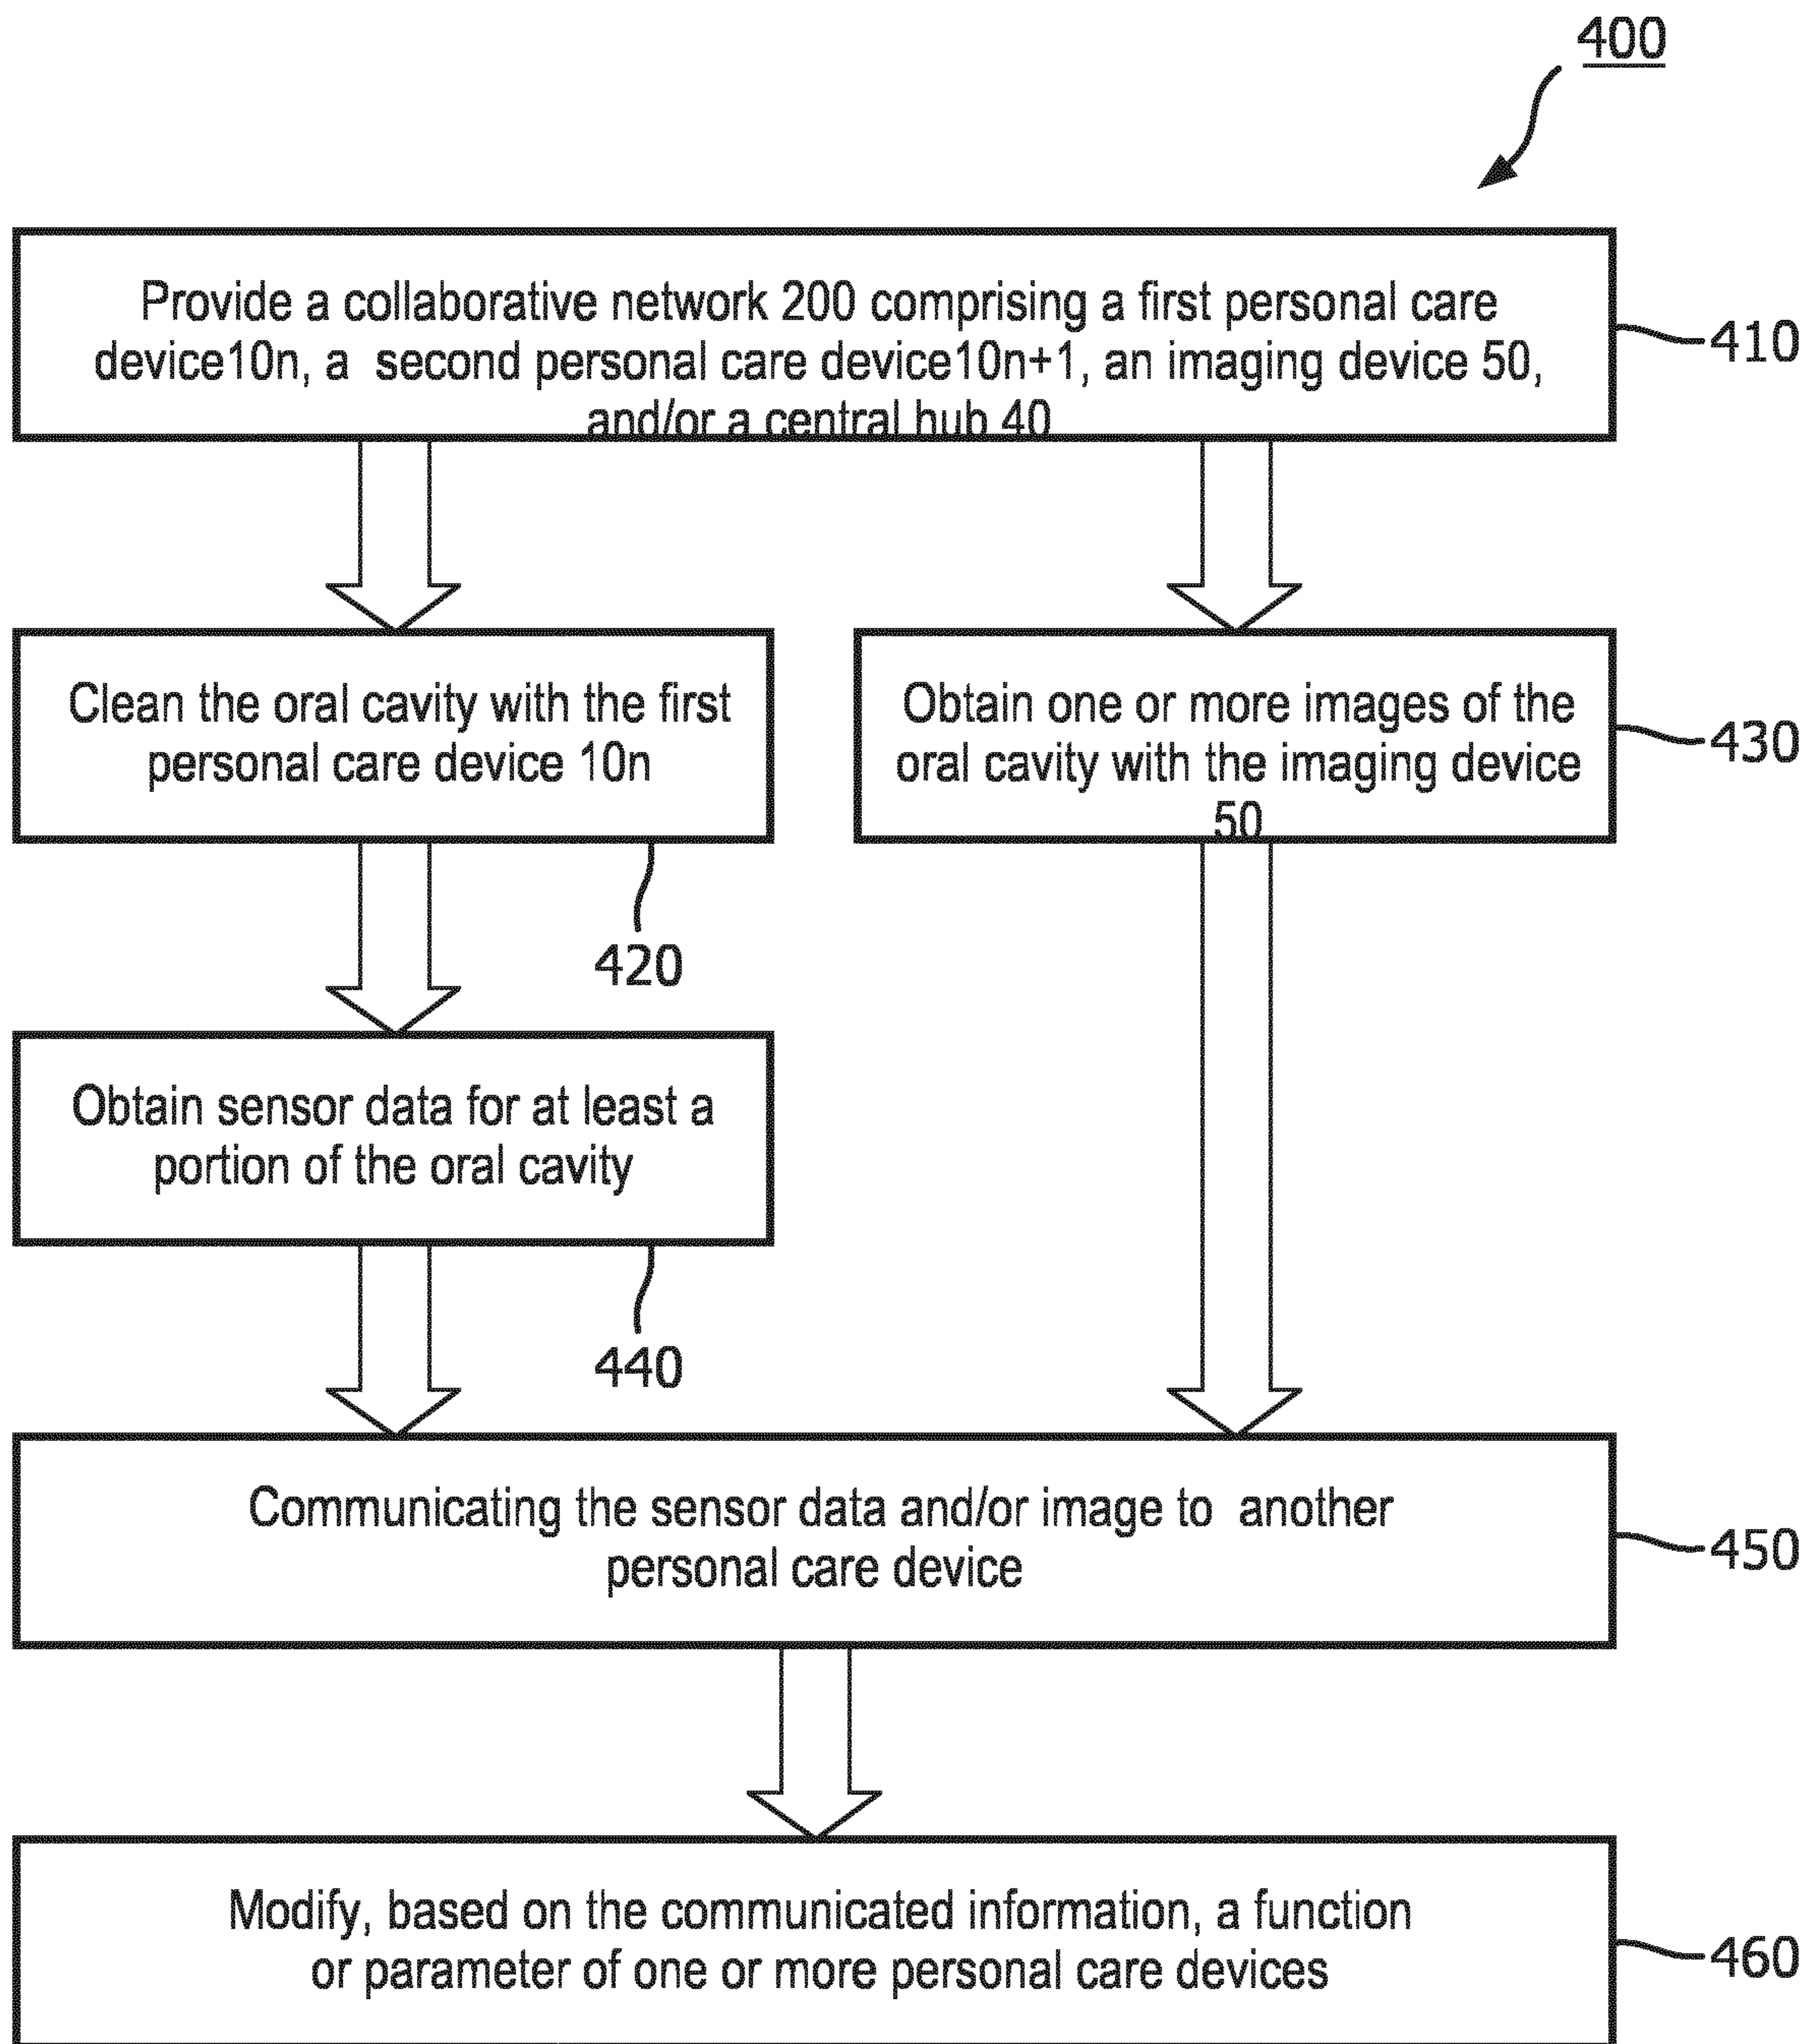 400
Provide a collaborative network 200 comprising a first personal care
device10n, a second personal care device10n+1, an imaging device 50,
and/or a central hub 40
410
Clean the oral cavity with the first
personal care device 10n
420
Obtain one or more images of the
oral cavity with the imaging device
50
430
Obtain sensor data for at least a
portion of the oral cavity
440
Communicating the sensor data and/or image to another
personal care device
450
Modify, based on the communicated information, a function
or parameter of one or more personal care devices
460